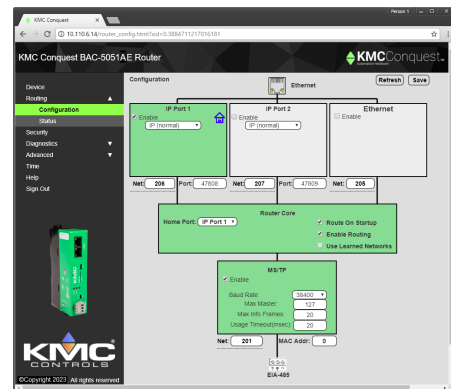 Person 1
KMC Conquest
10.110.6.14/router_config.html?sid=0.3884711217016181
KMC Conquest BAC-5051AE Router
KMCConquest
Device
Routing
Configuration
Status
Security
Diagnostics
Advanced
Time
Help
Sign Out
Configuration
Ethernet
Refresh Save
IP Port 1
Enable
IP (normal)
IP Port 2
Enable
IP (normal)
Ethernet
Enable
Net: 206 Port: 47808
Net: 207 Port: 47809
Net: 205
Router Core
Home Port: IP Port 1
Route On Startup
Enable Routing
Use Learned Networks
MS/TP
Enable
Baud Rate: 38400
Max Master: 127
Max Info Frames: 20
Usage Timeout(msec): 20
Net: 201 MAC Addr: 0
EIA-485
KMC
KMC
CONTROLS
©Copyright 2023 All rights reserved